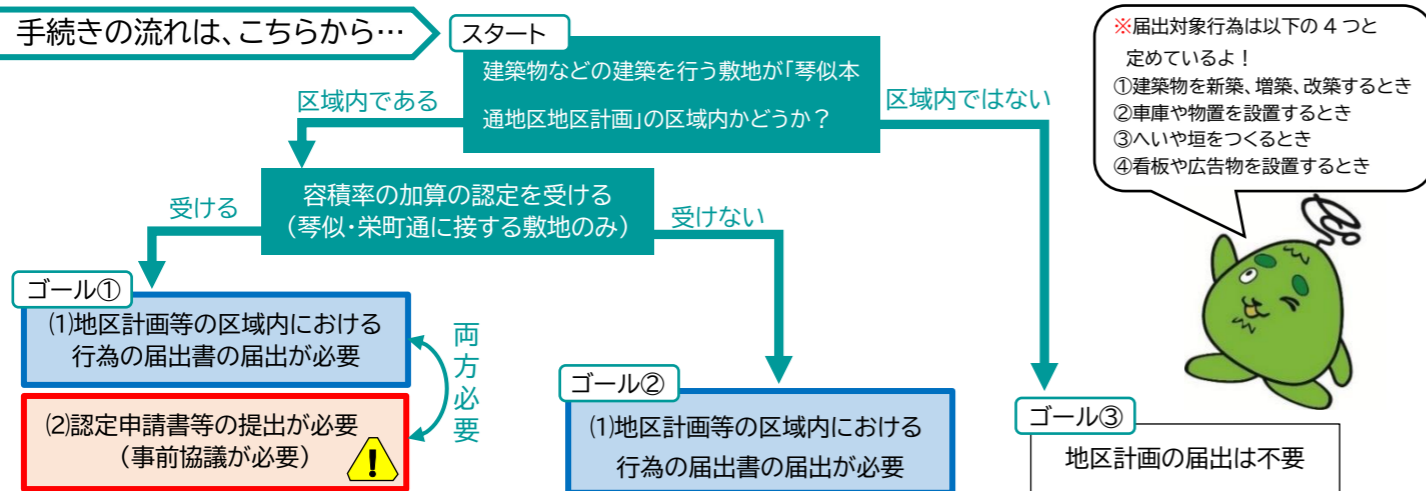 手続きの流れは、こちらから…
スタート
建築物などの建築を行う敷地が「琴似本
通地区地区計画」の区域内かどうか？
区域内である
区域内ではない
※届出対象行為は以下の4つと
定めているよ！
①建築物を新築、増築、改築するとき
②車庫や物置を設置するとき
③へいや垣をつくるとき
④看板や広告物を設置するとき
容積率の加算の認定を受ける
（琴似・栄町通に接する敷地のみ）
受ける
受けない
ゴール①
⑴地区計画等の区域内における
行為の届出書の届出が必要
両方必要
⑵認定申請書等の提出が必要
（事前協議が必要）
!
ゴール②
⑴地区計画等の区域内における
行為の届出書の届出が必要
ゴール③
地区計画の届出は不要